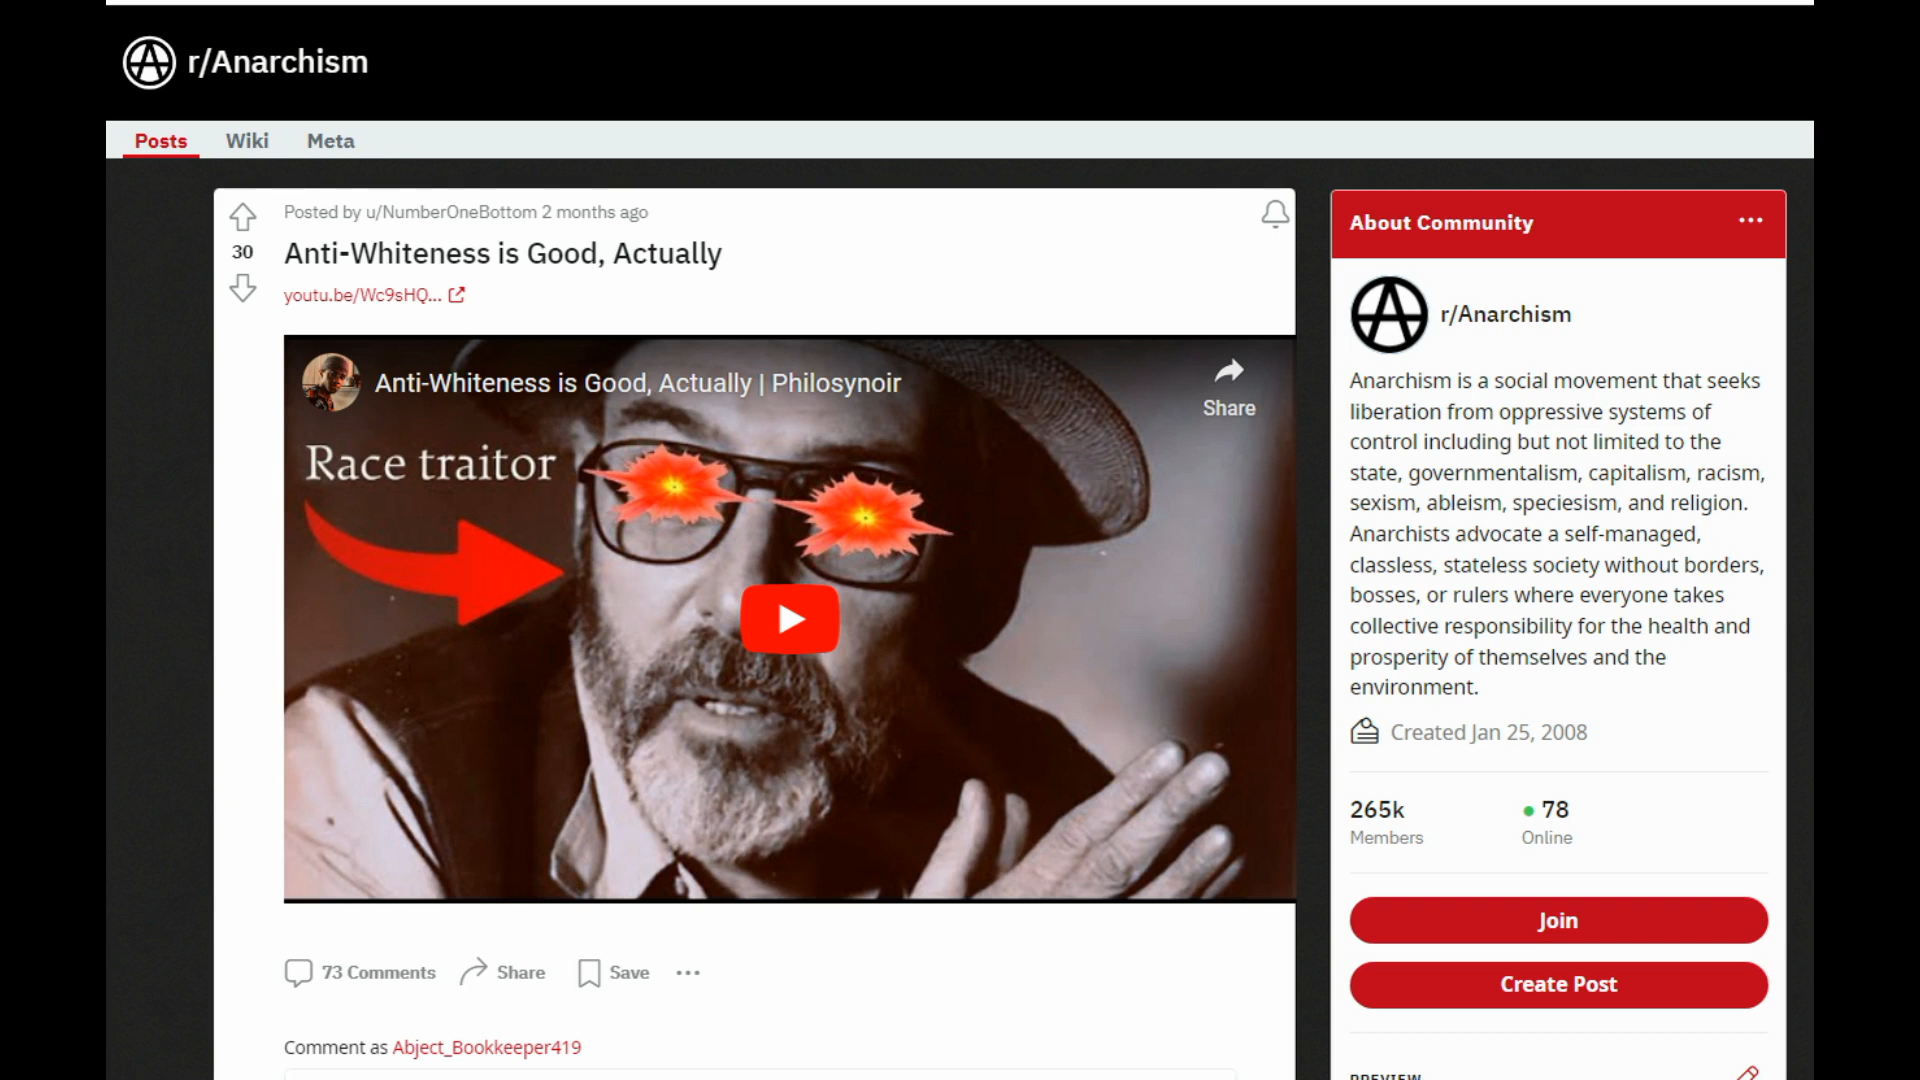 r/Anarchism
Posts Wiki Meta
Posted by u/NumberOneBottom 2 months ago
30
Anti-Whiteness is Good, Actually
youtu.be/Wc9sHQ...
Anti-Whiteness is Good, Actually | Philosynoir
Share
Race traitor
73 Comments Share Save
Comment as Abject_Bookkeeper419
About Community
r/Anarchism
Anarchism is a social movement that seeks
liberation from oppressive systems of
control including but not limited to the
state, governmentalism, capitalism, racism,
sexism, ableism, speciesism, and religion.
Anarchists advocate a self-managed,
classless, stateless society without borders,
bosses, or rulers where everyone takes
collective responsibility for the health and
prosperity of themselves and the
environment.
Created Jan 25, 2008
265k 78
Members Online
Join
Create Post
PREVIEW